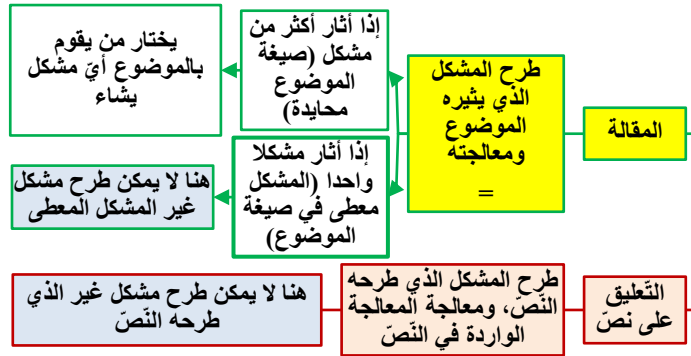 المقالة
طرح المشكل
الذي يثيره
الموضوع
ومعالجته
=
إذا أثار أكثر من
مشكل (صيغة
الموضوع
محايدة)
يختار من يقوم
بالموضوع أيّ مشكل
يشاء
إذا أثار مشكلا
واحدا (المشكل
معطى في صيغة
الموضوع)
هنا لا يمكن طرح مشكل
غير المشكل المعطى
التّعليق
على نصّ
طرح المشكل الذي طرحه
النّصّ، ومعالجة المعالجة
الواردة في النّصّ
هنا لا يمكن طرح مشكل غير الذي
طرحه النّصّ